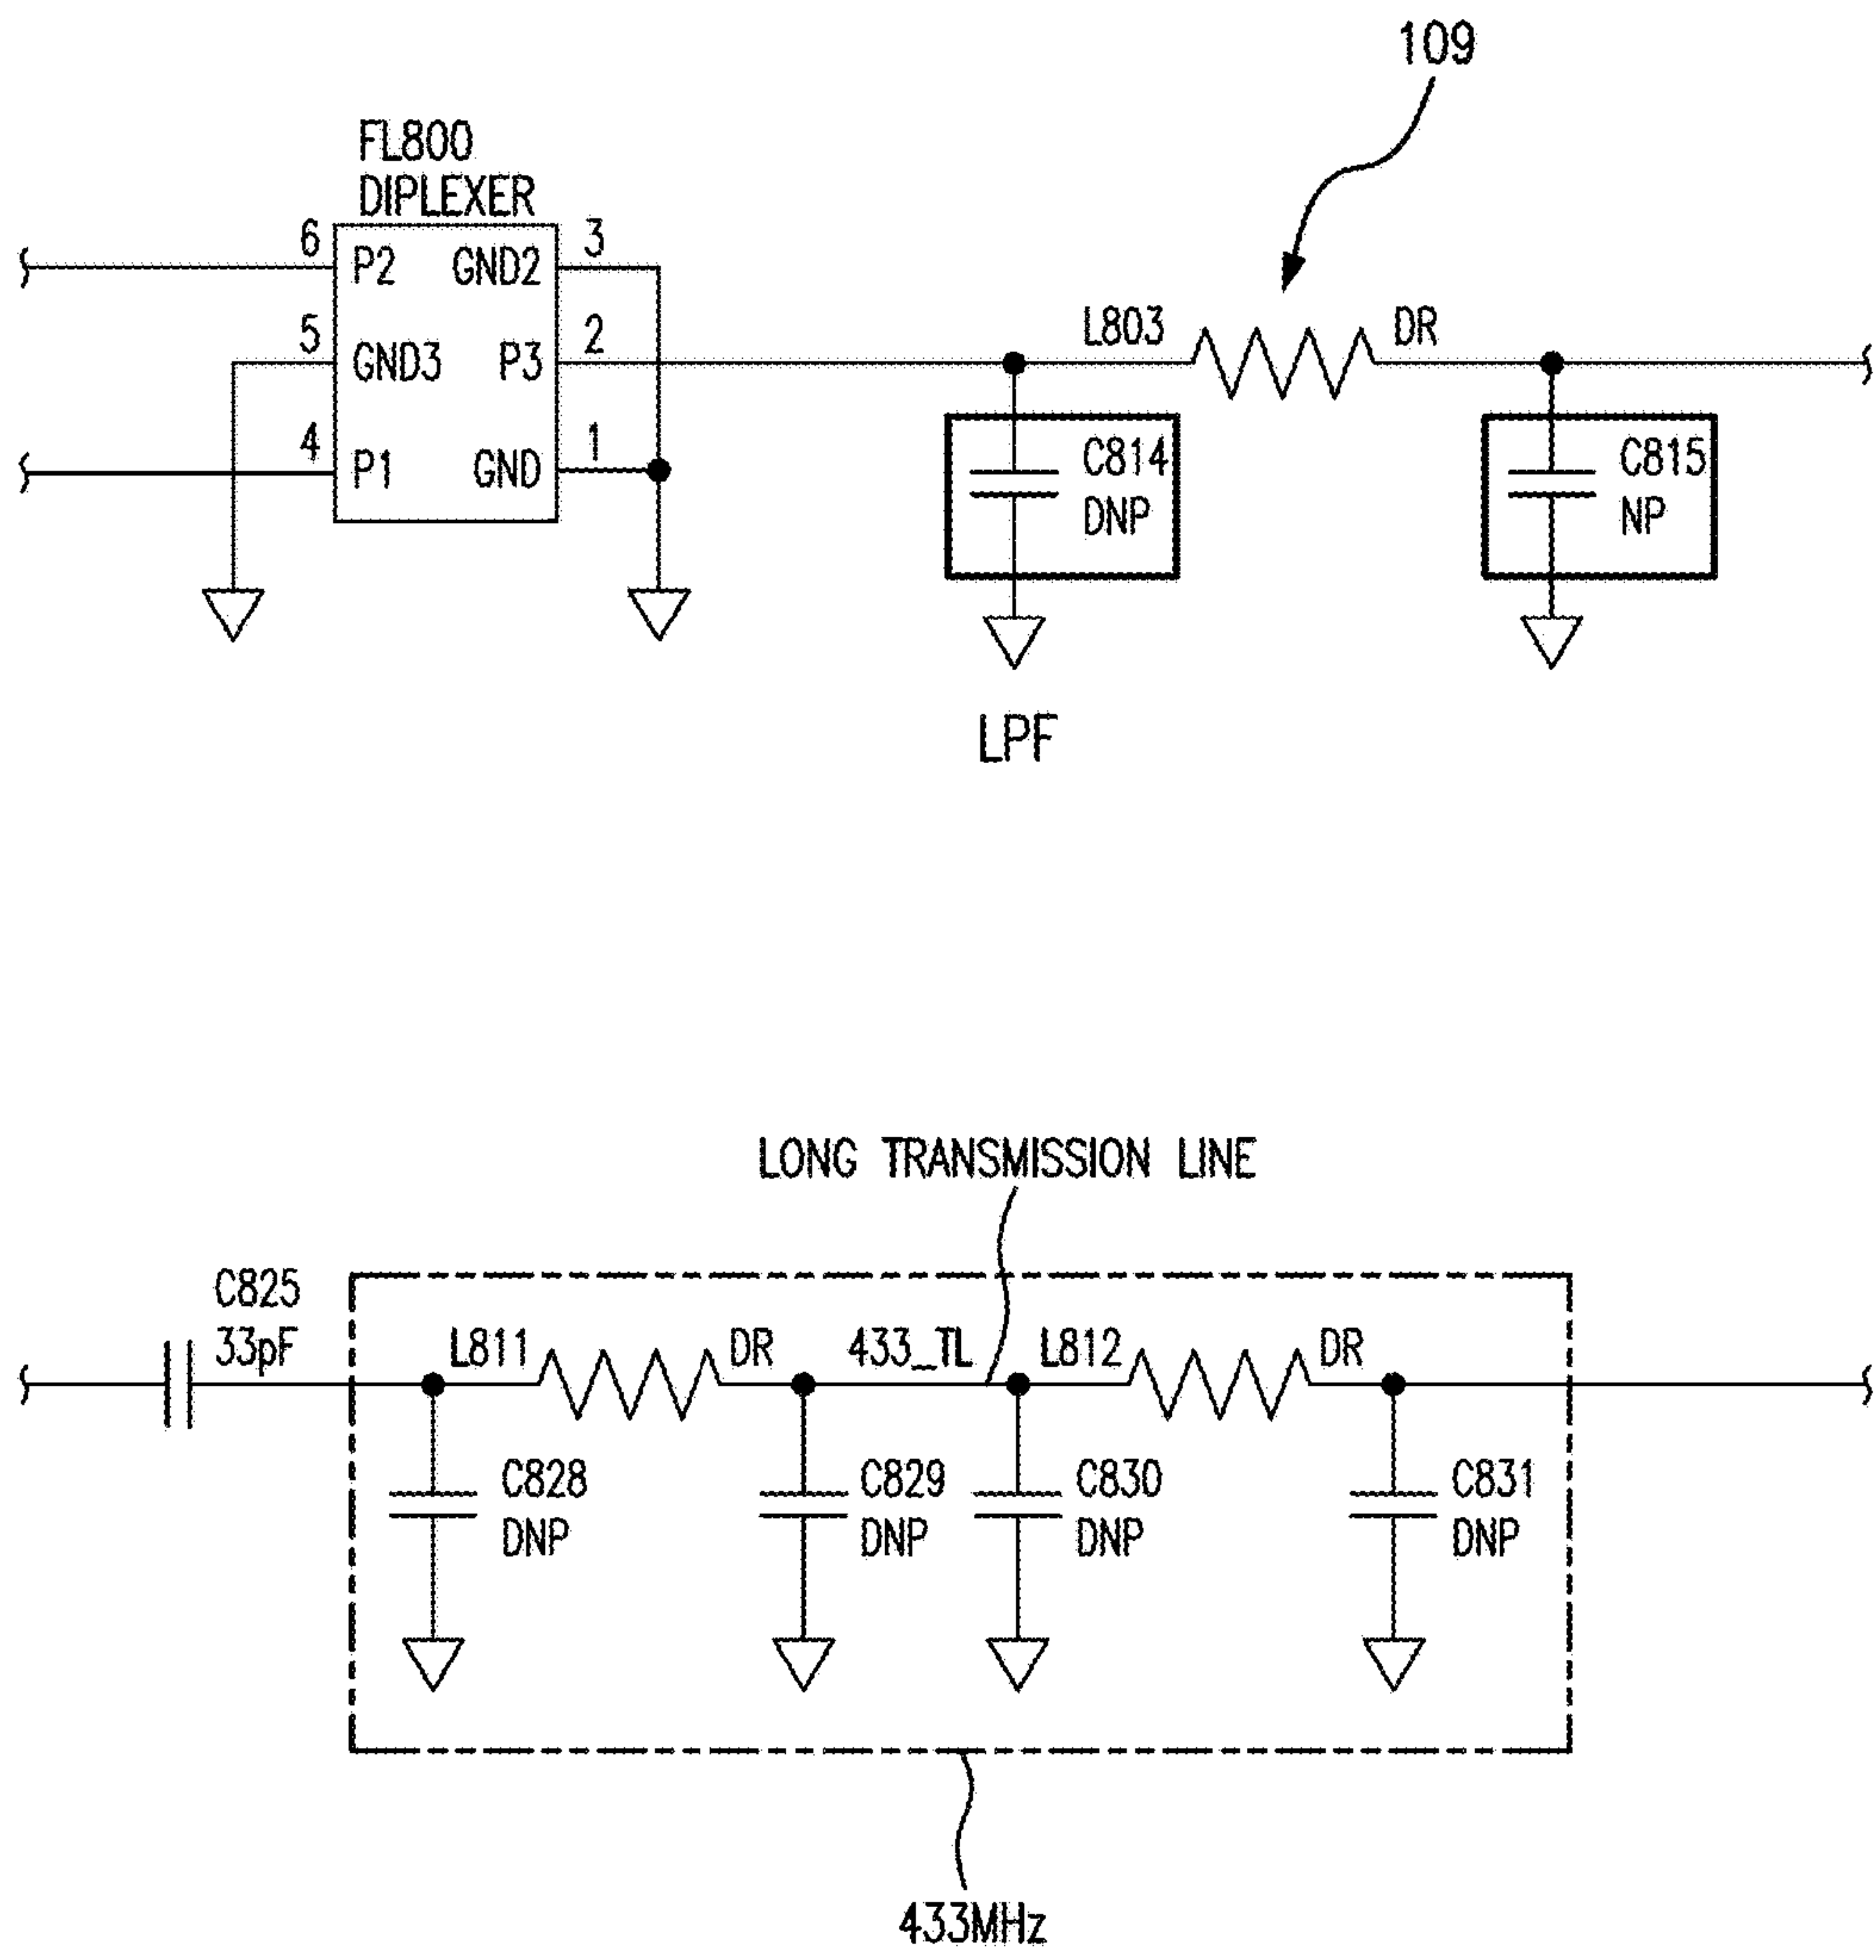 109
FL800
DIPLEXER
6 P2 GND2 3
5 GND3 P3 2
4 P1 GND 1
L803 DR
C814
DNP
C815
NP
LPF
LONG TRANSMISSION LINE
C825
33pF
L811 DR 433_TL L812 DR
C828
DNP
C829
DNP
C830
DNP
C831
DNP
433MHz